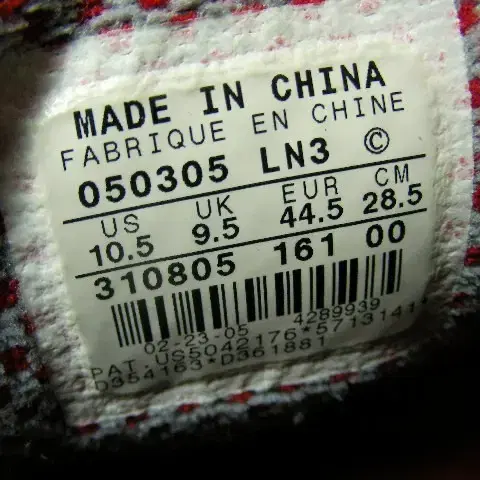 MADE IN CHINA
FABRIQUE EN CHINE
050305 LN3 ©
US UK EUR CM
10.5 9.5 44.5 28.5
310805 161 00
02-23-05 4289939
PAT. US5042176*5713141*
D354163*D361881